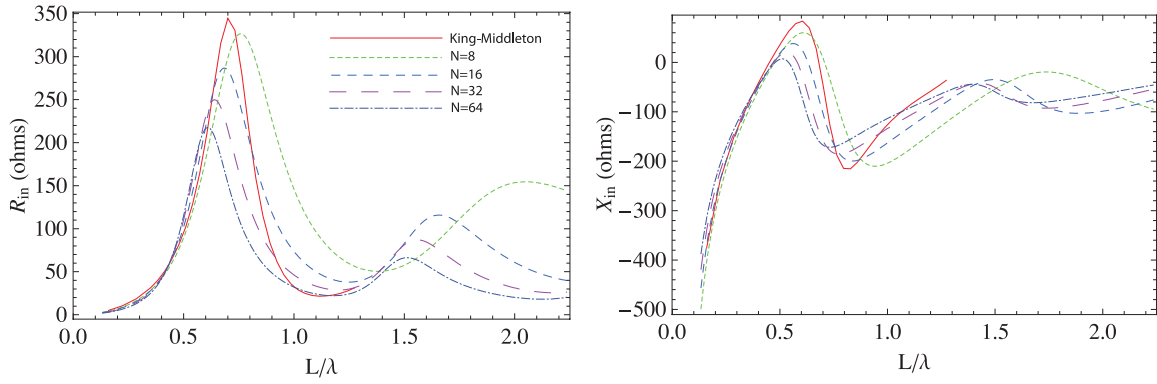 350
300
250
200
150
100
50
0
R_in (ohms)
0.0 0.5 1.0 1.5 2.0
L/λ
King-Middleton
N=8
N=16
N=32
N=64
0
−100
−200
−300
−400
−500
X_in (ohms)
0.0 0.5 1.0 1.5 2.0
L/λ